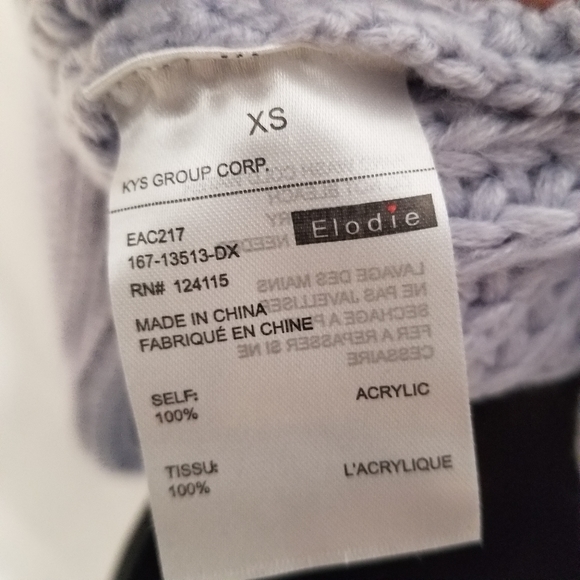 XS
KYS GROUP CORP.
EAC217
Elodie
167-13513-DX
RN# 124115
MADE IN CHINA
FABRIQUÉ EN CHINE
LAVAGE DES MAINS
NE PAS JAVELLISER
SECHAGE A P
FER A REPASSER SI NE
CESSAIRE
SELF: ACRYLIC
100%
TISSU: L'ACRYLIQUE
100%